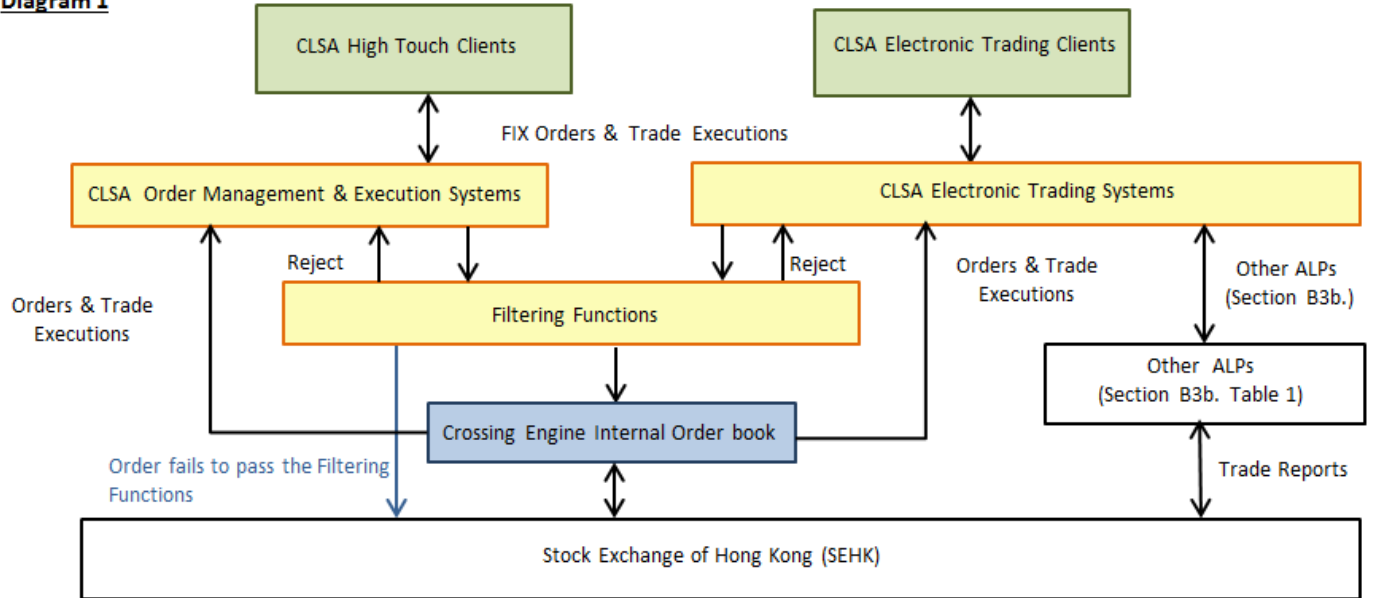 Diagram 1
CLSA High Touch Clients
CLSA Electronic Trading Clients
FIX Orders & Trade Executions
CLSA Order Management & Execution Systems
CLSA Electronic Trading Systems
Reject
Reject
Orders & Trade
Executions
Orders & Trade
Executions
Other ALPs
(Section B3b.)
Filtering Functions
Other ALPs
(Section B3b. Table 1)
Crossing Engine Internal Order book
Order fails to pass the Filtering
Functions
Trade Reports
Stock Exchange of Hong Kong (SEHK)